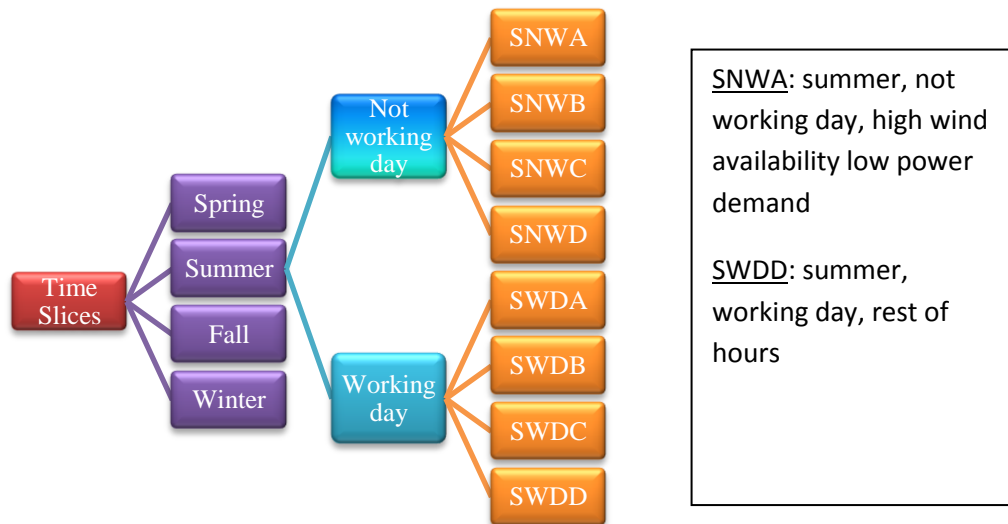 Time
Slices
Spring
Summer
Fall
Winter
Not
working
day
Working
day
SNWA
SNWB
SNWC
SNWD
SWDA
SWDB
SWDC
SWDD
SNWA: summer, not
working day, high wind
availability low power
demand
SWDD: summer,
working day, rest of
hours